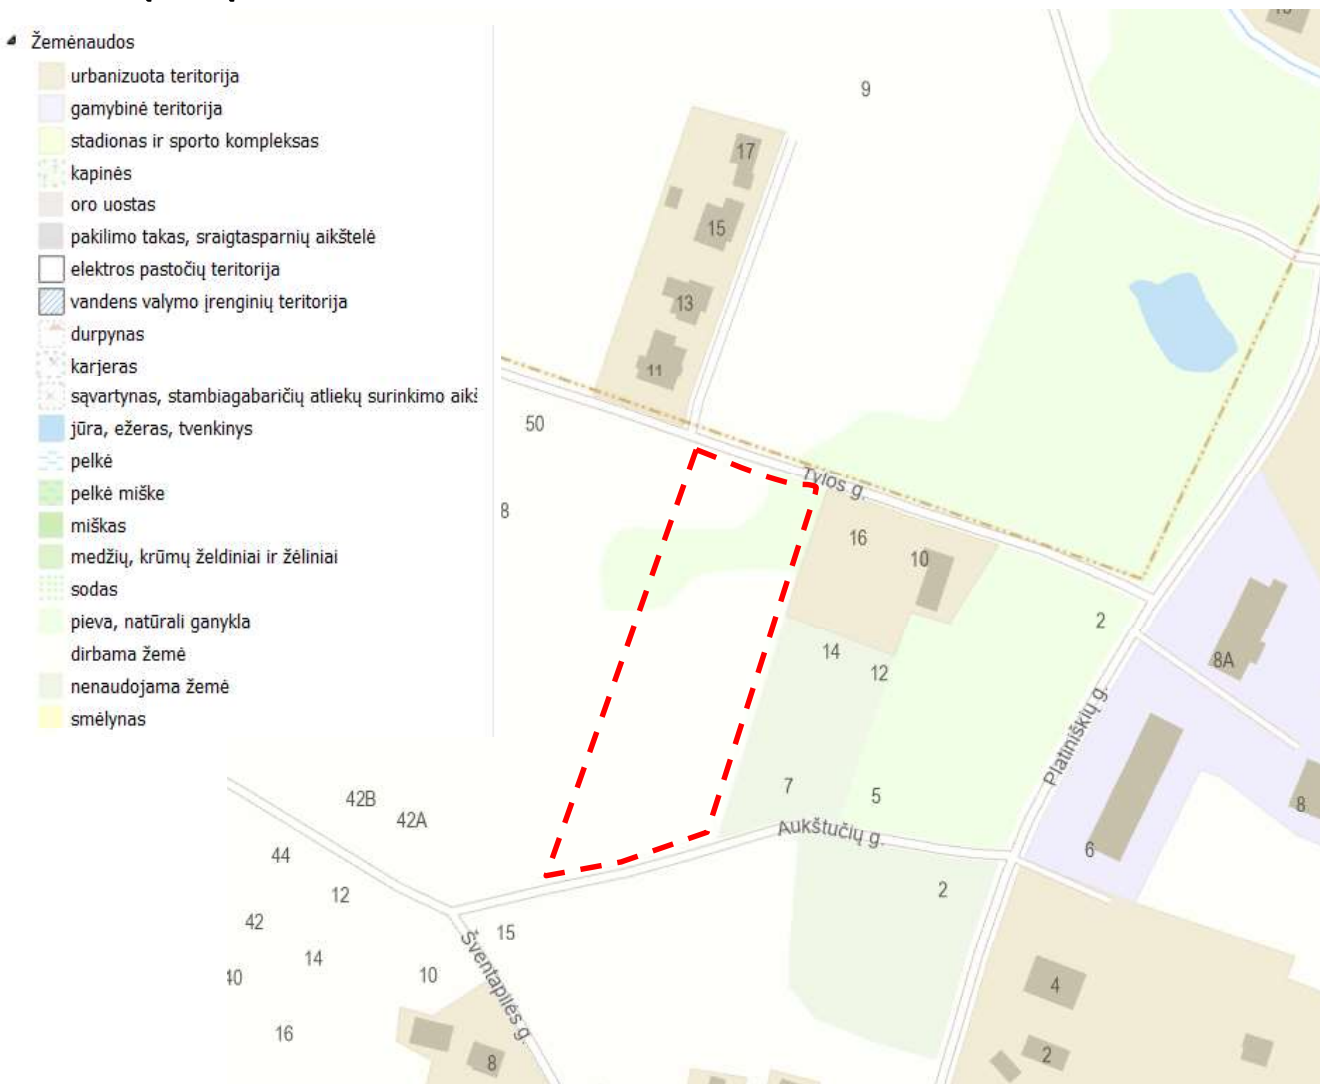 Žemėnaudos
urbanizuota teritorija
gamybinė teritorija
stadionas ir sporto kompleksas
kapinės
oro uostas
pakilimo takas, sraigtasparnių aikštelė
elektros pastočių teritorija
vandens valymo įrenginių teritorija
durpynas
karjeras
sąvartynas, stambiagabaričių atliekų surinkimo aikš
jūra, ežeras, tvenkinys
pelkė
pelkė miške
miškas
medžių, krūmų želdiniai ir žėliniai
sodas
pieva, natūrali ganykla
dirbama žemė
nenaudojama žemė
smėlynas
9
17
15
13
11
50
8
Tylos g.
16
10
2
14
12
8A
Platiniškių g.
7
5
8
42B
42A
Aukštučių g.
6
44
12
2
42
15
14
10
40
Šventapilės g.
4
16
8
2